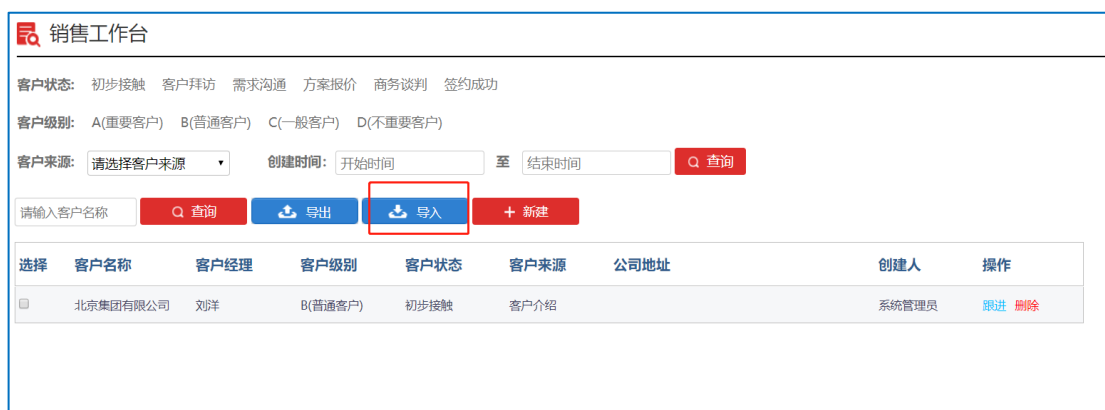 销售工作台
客户状态: 初步接触 客户拜访 需求沟通 方案报价 商务谈判 签约成功
客户级别: A(重要客户) B(普通客户) C(一般客户) D(不重要客户)
客户来源: 请选择客户来源 创建时间: 开始时间 至 结束时间 查询
请输入客户名称 查询 导出 导入 新建
选择 客户名称 客户经理 客户级别 客户状态 客户来源 公司地址 创建人 操作
北京集团有限公司 刘洋 B(普通客户) 初步接触 客户介绍 系统管理员 跟进 删除